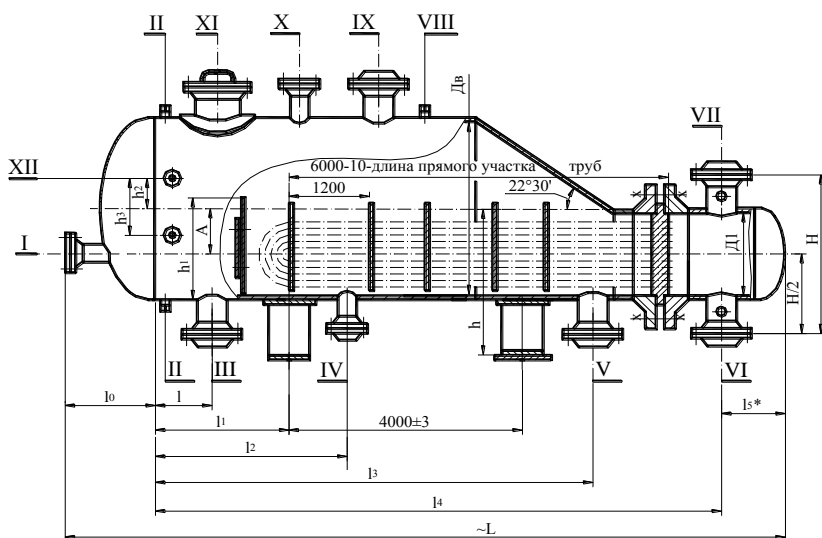 II
XI
X
IX
VIII
Дв
VII
XII
6000-10-длина прямого участка труб
1200
22°30'
h2
h3
A
I
h1
h
Д1
H
H/2
II
III
IV
V
VI
l0
l
l1
4000±3
l5*
l2
l3
l4
~L
x
x
x
x